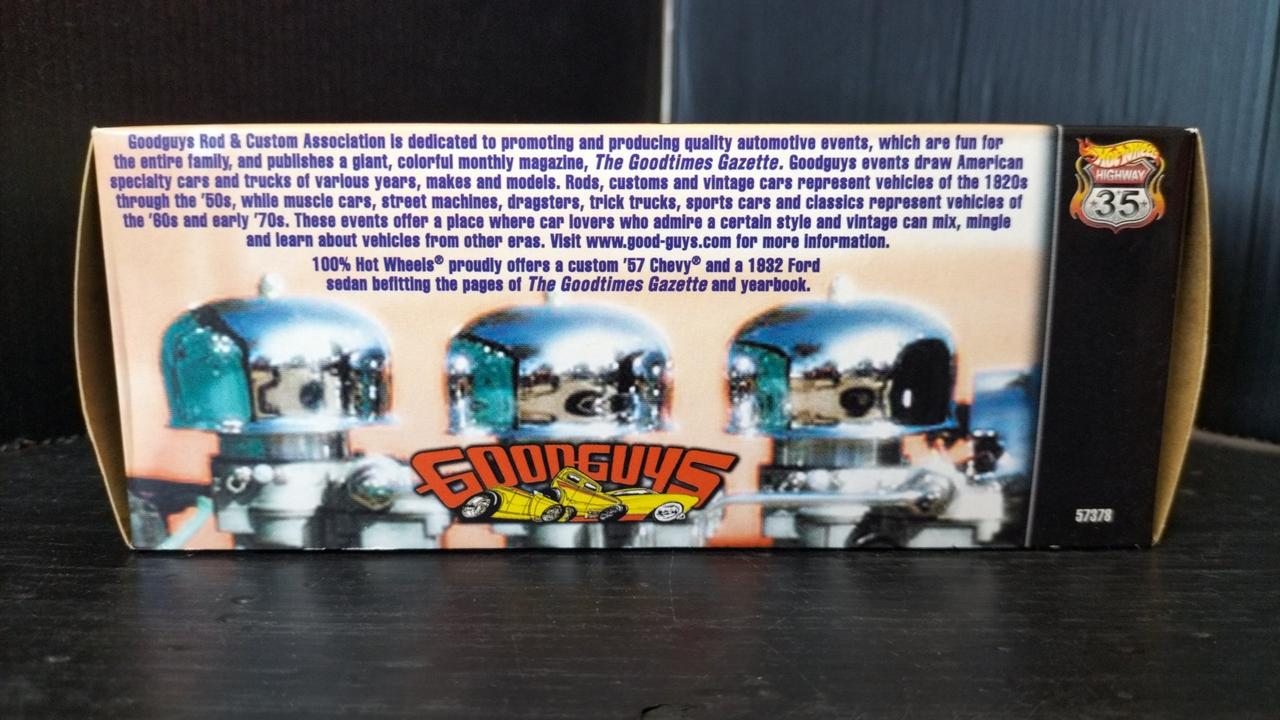 Goodguys Rod & Custom Association is dedicated to promoting and producing quality automotive events, which are fun for
the entire family, and publishes a giant, colorful monthly magazine, The Goodtimes Gazette. Goodguys events draw American
specialty cars and trucks of various years, makes and models. Rods, customs and vintage cars represent vehicles of the 1920s
through the '50s, while muscle cars, street machines, dragsters, trick trucks, sports cars and classics represent vehicles of
the '60s and early '70s. These events offer a place where car lovers who admire a certain style and vintage can mix, mingle
and learn about vehicles from other eras. Visit www.good-guys.com for more information.
100% Hot Wheels® proudly offers a custom '57 Chevy® and a 1932 Ford
sedan befitting the pages of The Goodtimes Gazette and yearbook.
GOODGUYS
HOT WHEELS
HIGHWAY
35
57378